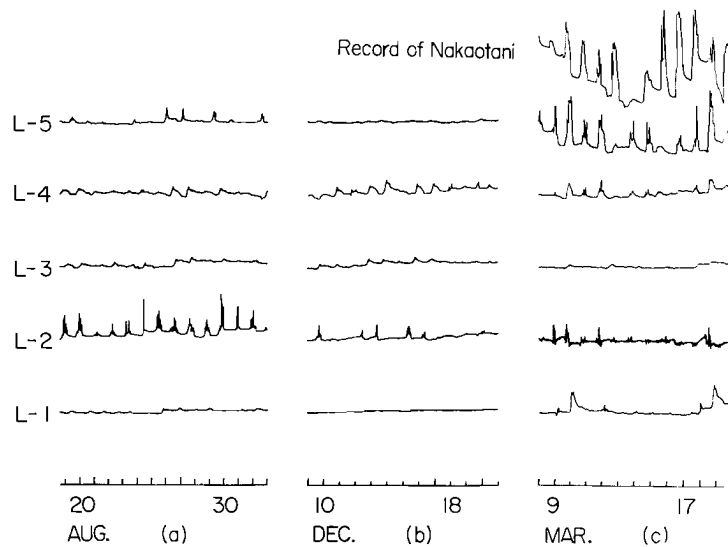 Record of Nakaotani
L-5
L-4
L-3
L-2
L-1
20 30 10 18 9 17
AUG. (a) DEC. (b) MAR. (c)